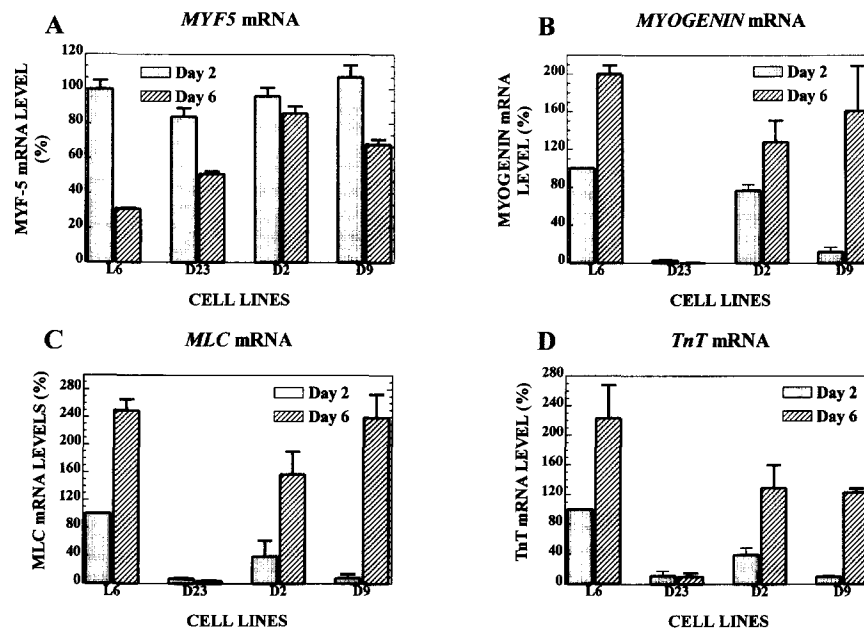 A
MYF5 mRNA
MYF-5 mRNA LEVEL
(%)
120
100
80
60
40
20
0
Day 2
Day 6
L6
D23
D2
D9
CELL LINES
B
MYOGENIN mRNA
MYOGENIN mRNA
LEVEL (%)
200
160
120
80
40
0
Day 2
Day 6
L6
D23
D2
D9
CELL LINES
C
MLC mRNA
MLC mRNA LEVELS (%)
280
240
200
160
120
80
40
0
Day 2
Day 6
L6
D23
D2
D9
CELL LINES
D
TnT mRNA
TnT mRNA LEVEL (%)
280
240
200
160
120
80
40
0
Day 2
Day 6
L6
D23
D2
D9
CELL LINES